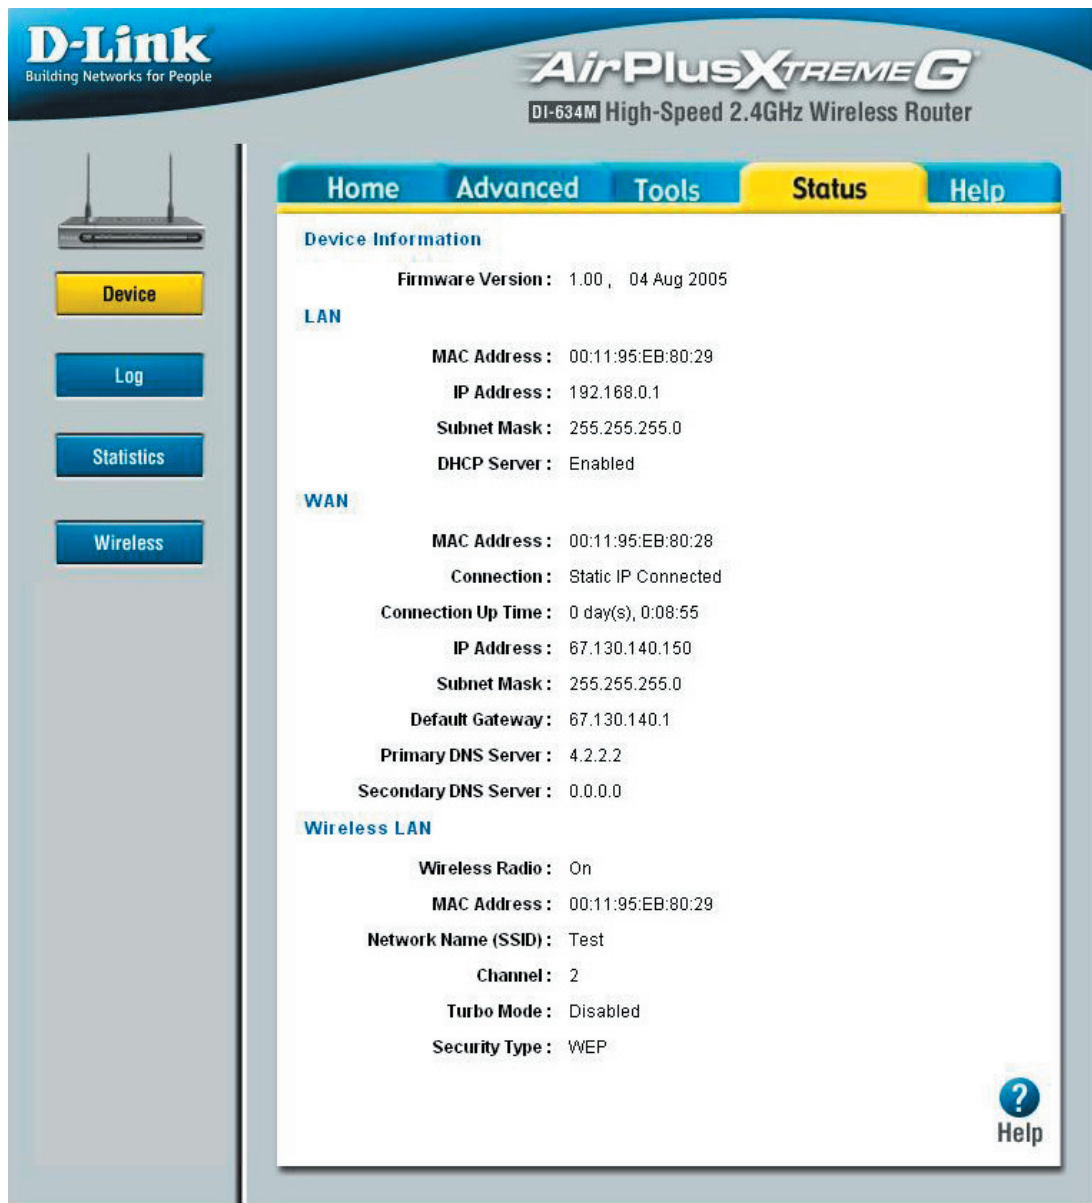 D-Link
Building Networks for People
AirPlusXTREMEG
DI-634M High-Speed 2.4GHz Wireless Router
Home Advanced Tools Status Help
Device
Log
Statistics
Wireless
Device Information
Firmware Version : 1.00 , 04 Aug 2005
LAN
MAC Address : 00:11:95:EB:80:29
IP Address : 192.168.0.1
Subnet Mask : 255.255.255.0
DHCP Server : Enabled
WAN
MAC Address : 00:11:95:EB:80:28
Connection : Static IP Connected
Connection Up Time : 0 day(s), 0:08:55
IP Address : 67.130.140.150
Subnet Mask : 255.255.255.0
Default Gateway : 67.130.140.1
Primary DNS Server : 4.2.2.2
Secondary DNS Server : 0.0.0.0
Wireless LAN
Wireless Radio : On
MAC Address : 00:11:95:EB:80:29
Network Name (SSID) : Test
Channel : 2
Turbo Mode : Disabled
Security Type : WEP
?
Help